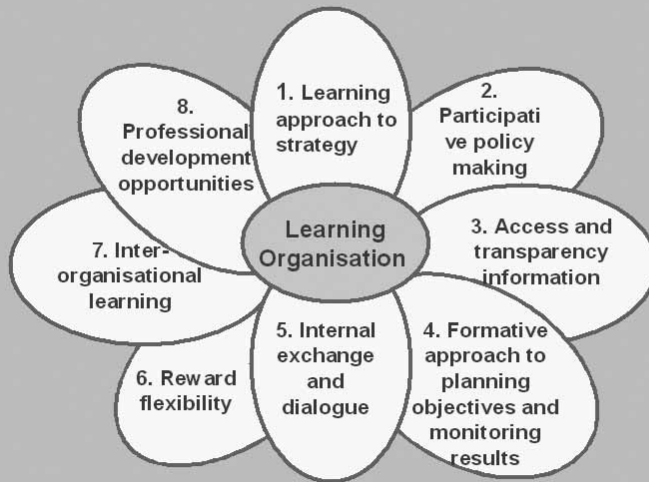 1. Learning
approach to
strategy
2.
Participati
ve policy
making
3. Access and
transparency
information
4. Formative
approach to
planning
objectives and
monitoring
results
5. Internal
exchange
and
dialogue
6. Reward
flexibility
7. Inter-
organisational
learning
8.
Professional
development
opportunities
Learning
Organisation